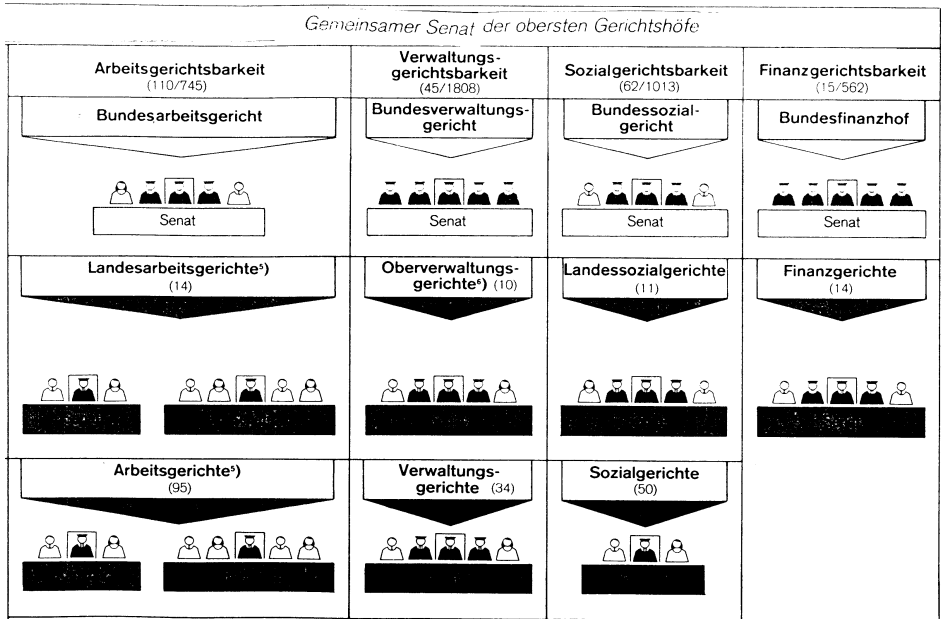 Gemeinsamer Senat der obersten Gerichtshöfe
Arbeitsgerichtsbarkeit
(110/745)
Verwaltungs-
gerichtsbarkeit
(45/1808)
Sozialgerichtsbarkeit
(62/1013)
Finanzgerichtsbarkeit
(15/562)
Bundesarbeitsgericht
Bundesverwaltungs-
gericht
Bundessozial-
gericht
Bundesfinanzhof
Senat
Senat
Senat
Senat
Landesarbeitsgerichte⁵)
(14)
Oberverwaltungs-
gerichte⁶) (10)
Landessozialgerichte
(11)
Finanzgerichte
(14)
Arbeitsgerichte⁵)
(95)
Verwaltungs-
gerichte (34)
Sozialgerichte
(50)